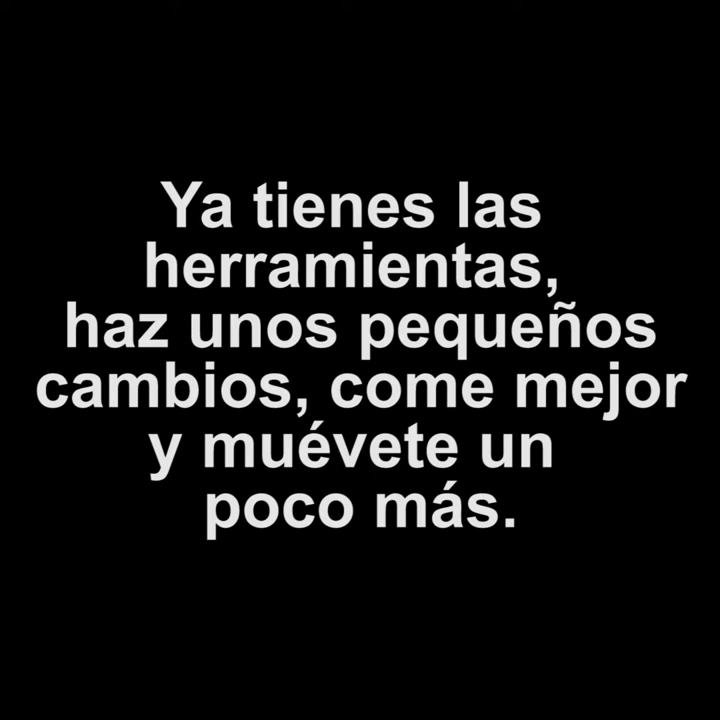 Ya tienes las
herramientas,
haz unos pequeños
cambios, come mejor
y muévete un
poco más.